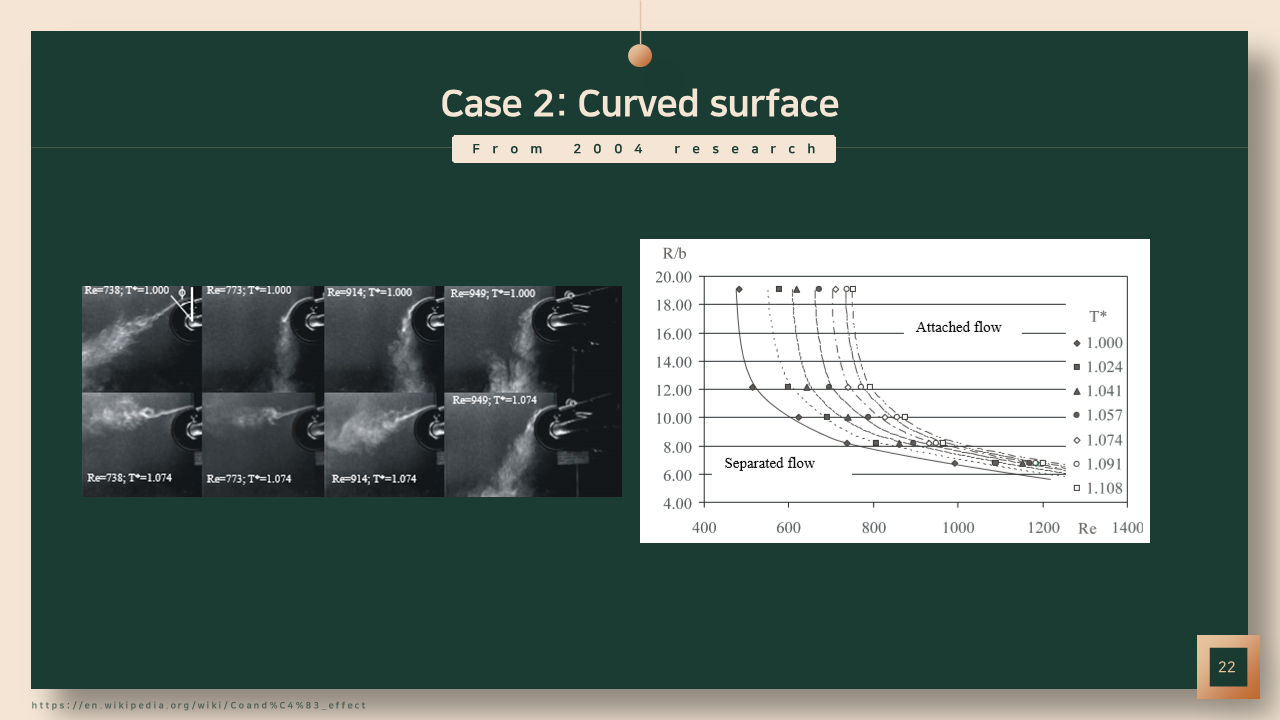 Case 2: Curved surface
From 2004 research
Re=738; T*=1.000
ϕ
Re=773; T*=1.000
Re=914; T*=1.000
Re=949; T*=1.000
Re=738; T*=1.074
Re=773; T*=1.074
Re=914; T*=1.074
Re=949; T*=1.074
R/b
20.00
18.00
16.00
14.00
12.00
10.00
8.00
6.00
4.00
400 600 800 1000 1200 Re 1400
Attached flow
Separated flow
T*
1.000
1.024
1.041
1.057
1.074
1.091
1.108
22
https://en.wikipedia.org/wiki/Coand%C4%83_effect